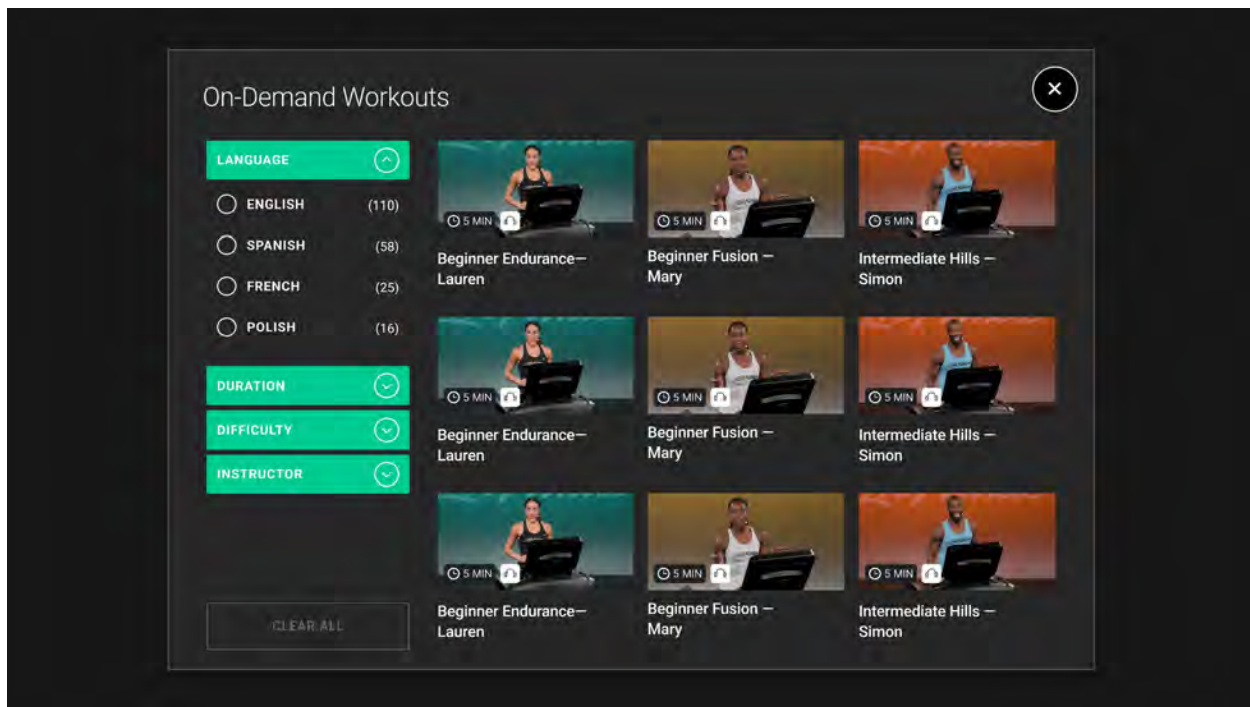 On-Demand Workouts
LANGUAGE
ENGLISH (110)
SPANISH (58)
FRENCH (25)
POLISH (16)
DURATION
DIFFICULTY
INSTRUCTOR
CLEAR ALL
5 MIN
Beginner Endurance—
Lauren
5 MIN
Beginner Fusion —
Mary
5 MIN
Intermediate Hills —
Simon
5 MIN
Beginner Endurance—
Lauren
5 MIN
Beginner Fusion —
Mary
5 MIN
Intermediate Hills —
Simon
5 MIN
Beginner Endurance—
Lauren
5 MIN
Beginner Fusion —
Mary
5 MIN
Intermediate Hills —
Simon